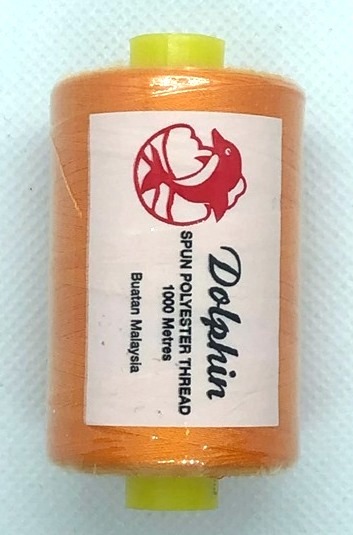 Dolphin
SPUN POLYESTER THREAD
1000 Metres
Buatan Malaysia